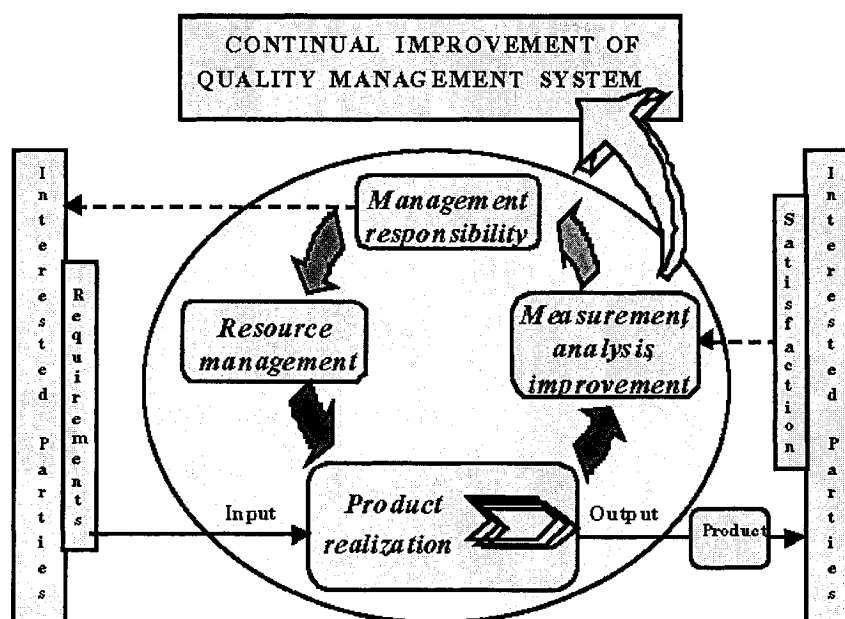 CONTINUAL IMPROVEMENT OF
QUALITY MANAGEMENT SYSTEM
Interested Parties
Requirements
Management
responsibility
Resource
management
Measurement,
analysis,
improvement
Satisfaction
Interested Parties
Input
Product
realization
Output
Product